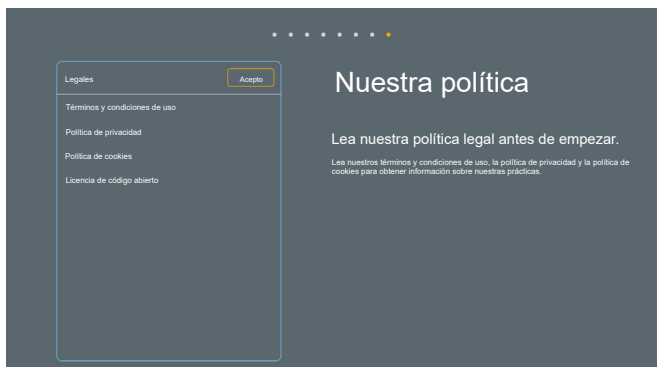 Legales
Acepto
Términos y condiciones de uso
Política de privacidad
Política de cookies
Licencia de código abierto
Nuestra política
Lea nuestra política legal antes de empezar.
Lea nuestros términos y condiciones de uso, la política de privacidad y la política de
cookies para obtener información sobre nuestras prácticas.